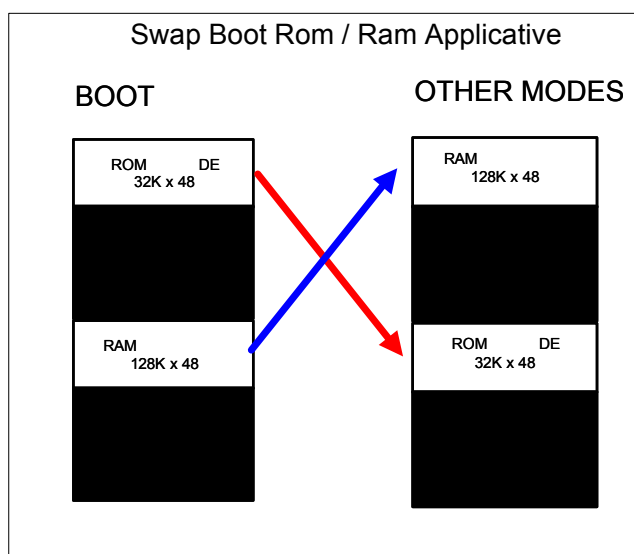 Swap Boot Rom / Ram Applicative
BOOT
OTHER MODES
ROM DE
32K x 48
RAM
128K x 48
RAM
128K x 48
ROM DE
32K x 48